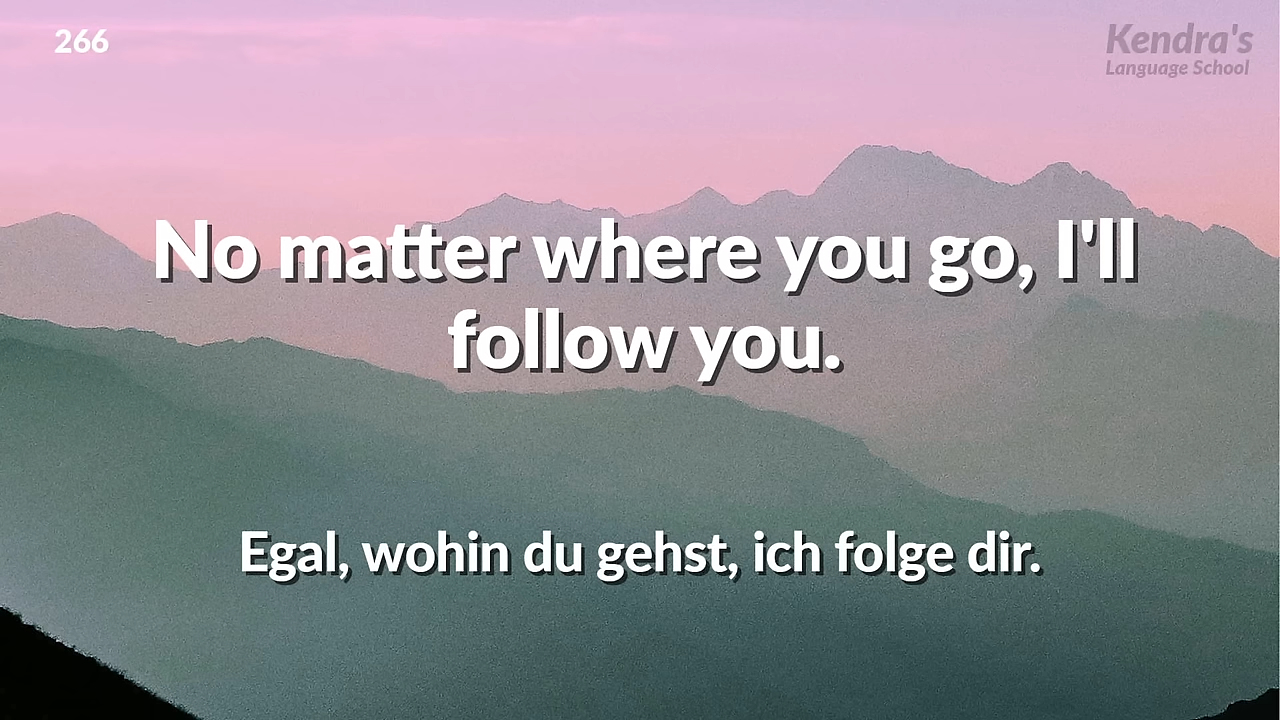 266
Kendra's
Language School
No matter where you go, I'll
follow you.
Egal, wohin du gehst, ich folge dir.